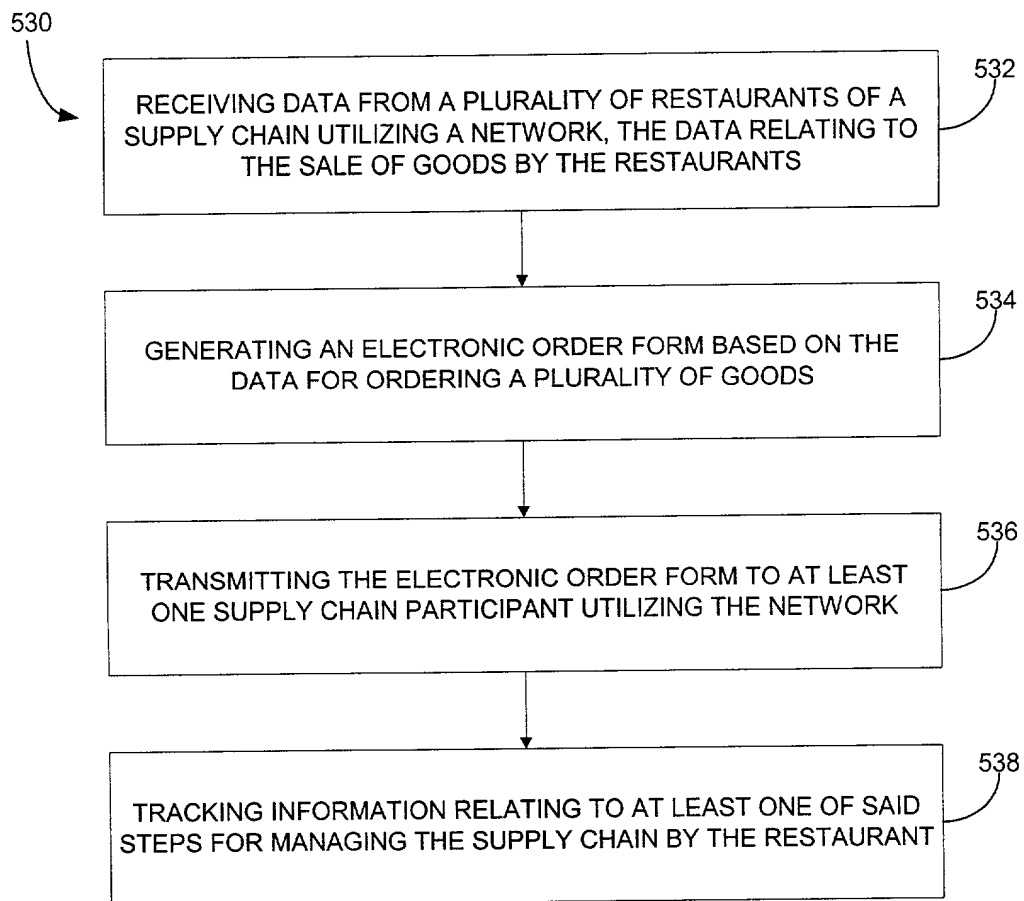 530
532
RECEIVING DATA FROM A PLURALITY OF RESTAURANTS OF A
SUPPLY CHAIN UTILIZING A NETWORK, THE DATA RELATING TO
THE SALE OF GOODS BY THE RESTAURANTS
534
GENERATING AN ELECTRONIC ORDER FORM BASED ON THE
DATA FOR ORDERING A PLURALITY OF GOODS
536
TRANSMITTING THE ELECTRONIC ORDER FORM TO AT LEAST
ONE SUPPLY CHAIN PARTICIPANT UTILIZING THE NETWORK
538
TRACKING INFORMATION RELATING TO AT LEAST ONE OF SAID
STEPS FOR MANAGING THE SUPPLY CHAIN BY THE RESTAURANT